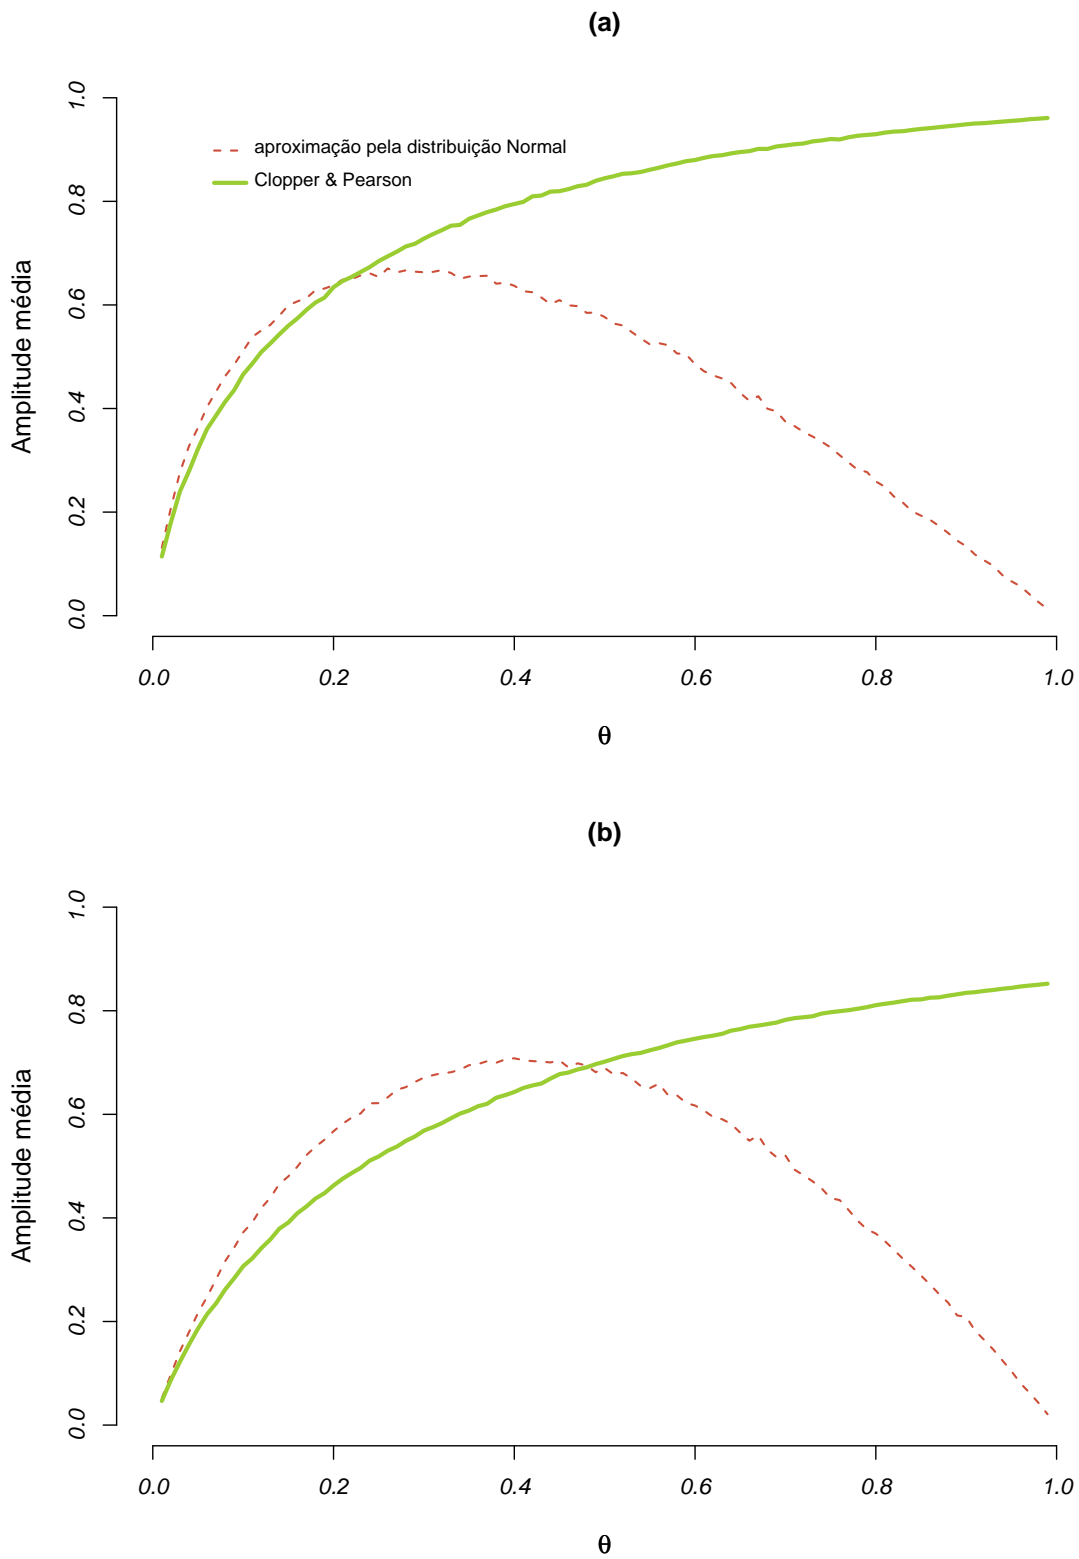 (a)
1.0
0.8
0.6
0.4
0.2
0.0
Amplitude média
aproximação pela distribuição Normal
Clopper & Pearson
0.0 0.2 0.4 0.6 0.8 1.0
θ
(b)
1.0
0.8
0.6
0.4
0.2
0.0
Amplitude média
0.0 0.2 0.4 0.6 0.8 1.0
θ